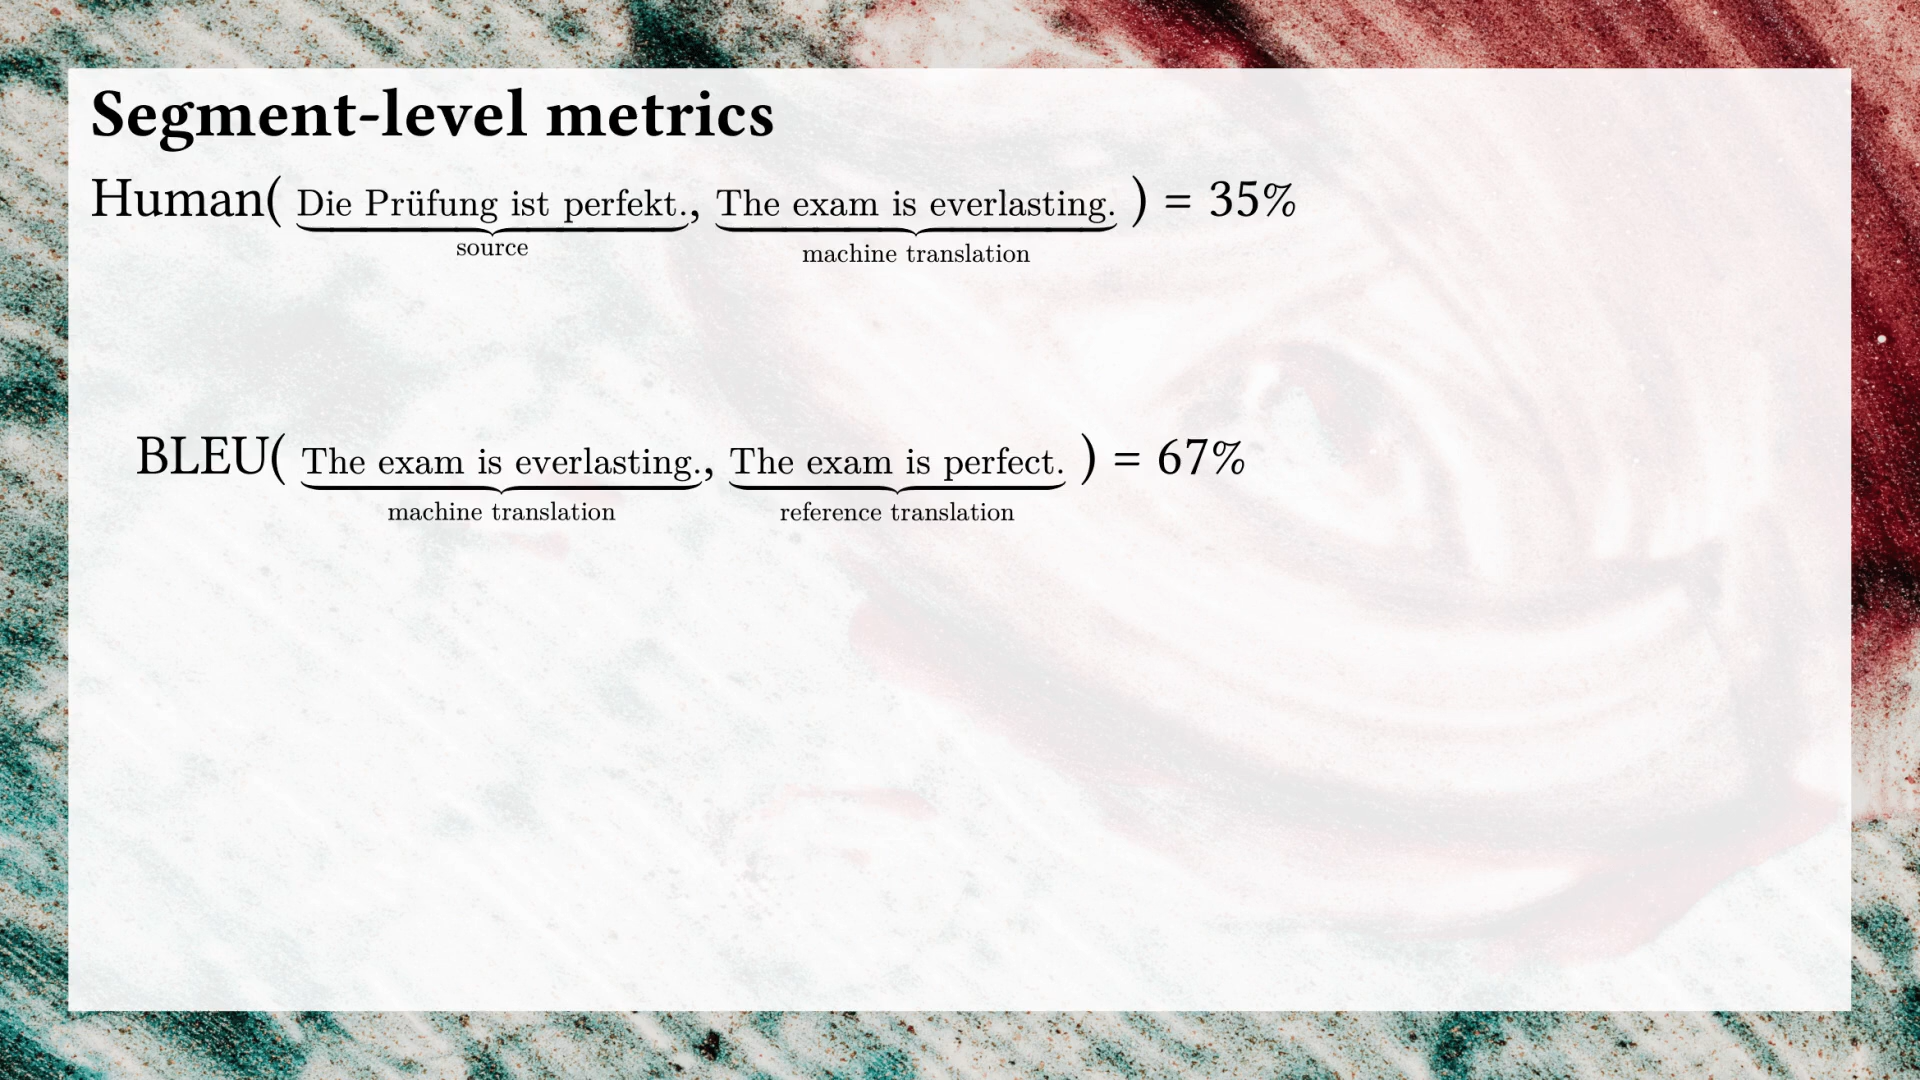 Segment-level metrics
Human( Die Prüfung ist perfekt., The exam is everlasting. ) = 35%
source machine translation
BLEU( The exam is everlasting., The exam is perfect. ) = 67%
machine translation reference translation